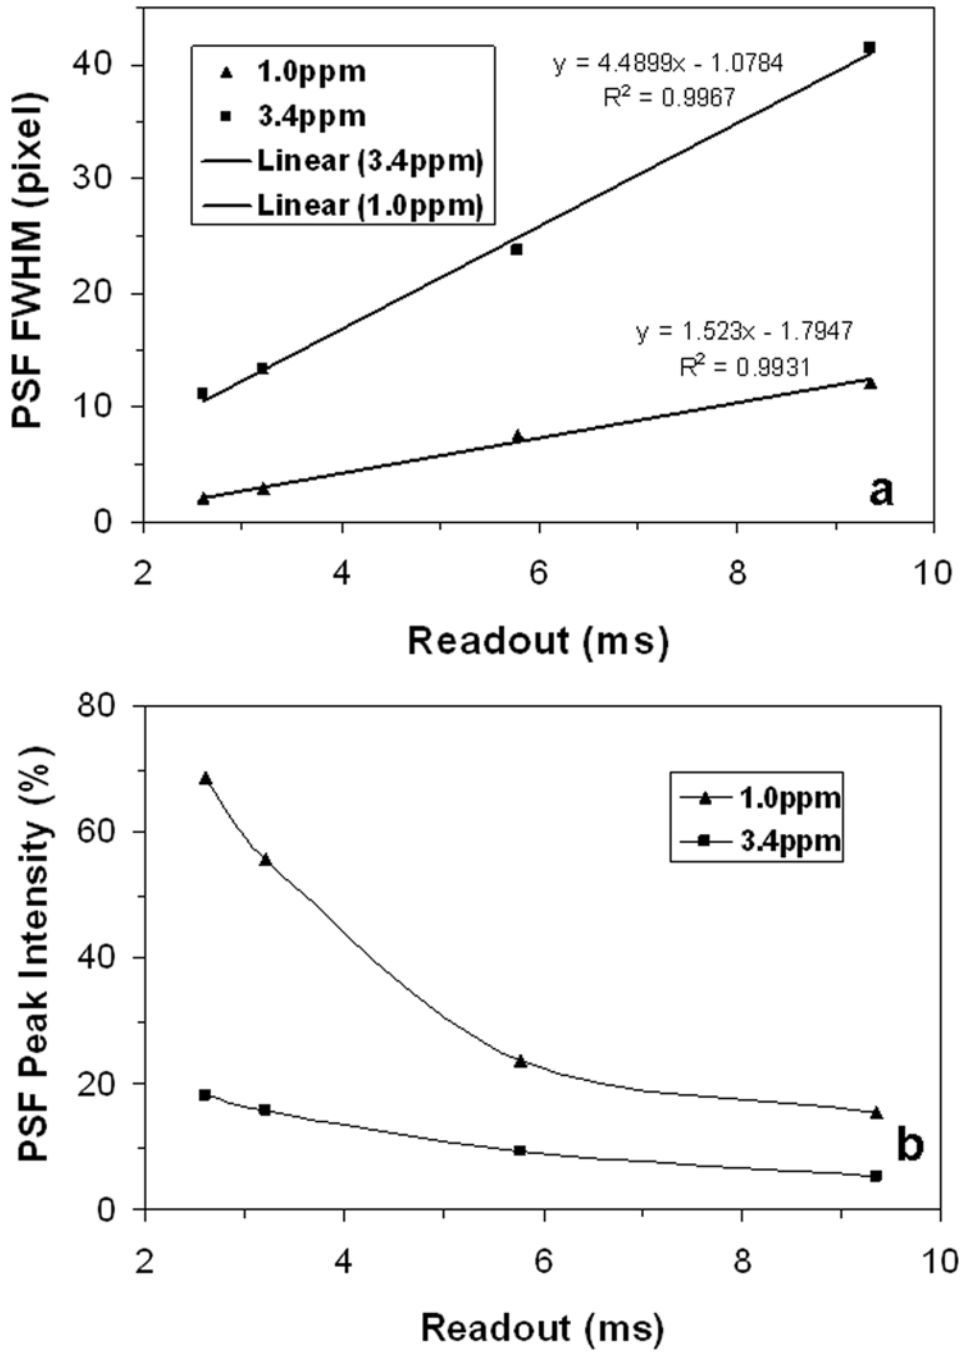 40
30
20
10
0
PSF FWHM (pixel)
1.0ppm
3.4ppm
Linear (3.4ppm)
Linear (1.0ppm)
y = 4.4899x - 1.0784
R² = 0.9967
y = 1.523x - 1.7947
R² = 0.9931
a
2 4 6 8 10
Readout (ms)
80
60
40
20
0
PSF Peak Intensity (%)
1.0ppm
3.4ppm
b
2 4 6 8 10
Readout (ms)